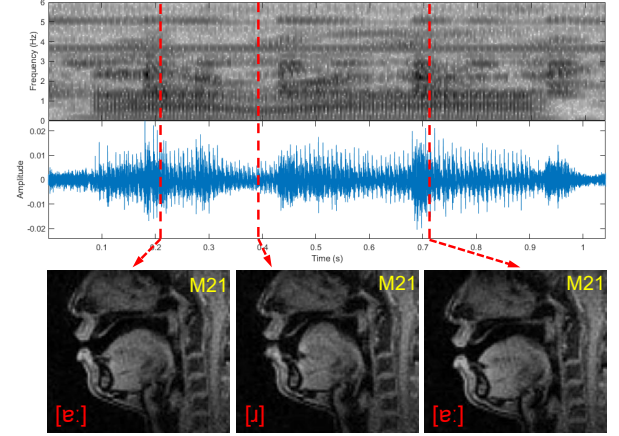 Frequency (Hz)
6
5
4
3
2
1
0
Amplitude
0.02
0.01
0
-0.01
-0.02
0.1 0.2 0.3 0.4 0.5 0.6 0.7 0.8 0.9 1
Time (s)
M21 M21 M21
[ɐː] [ɹ] [ɐː]